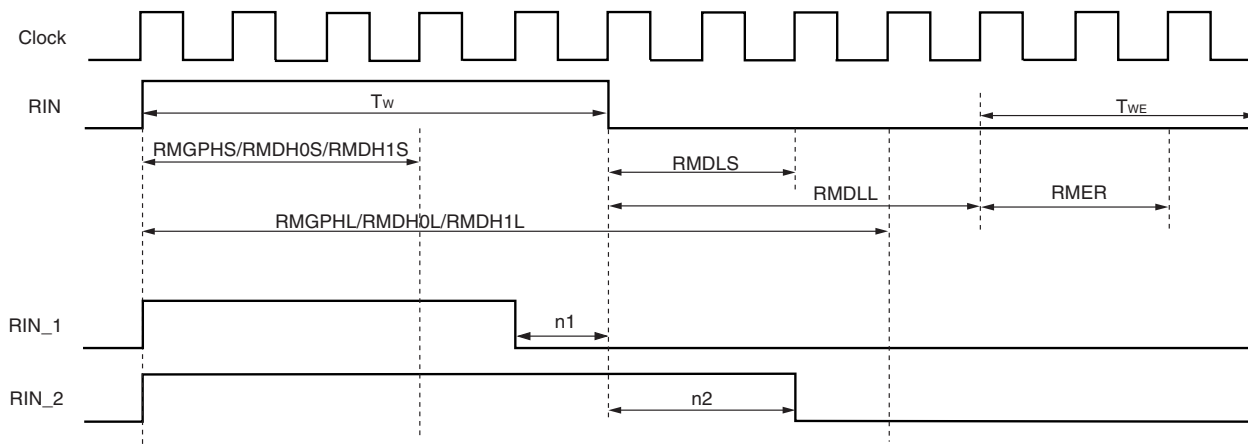 Clock
RIN
TW
TWE
RMGPHS/RMDH0S/RMDH1S
RMDLS
RMDLL
RMER
RMGPHL/RMDH0L/RMDH1L
RIN_1
n1
RIN_2
n2